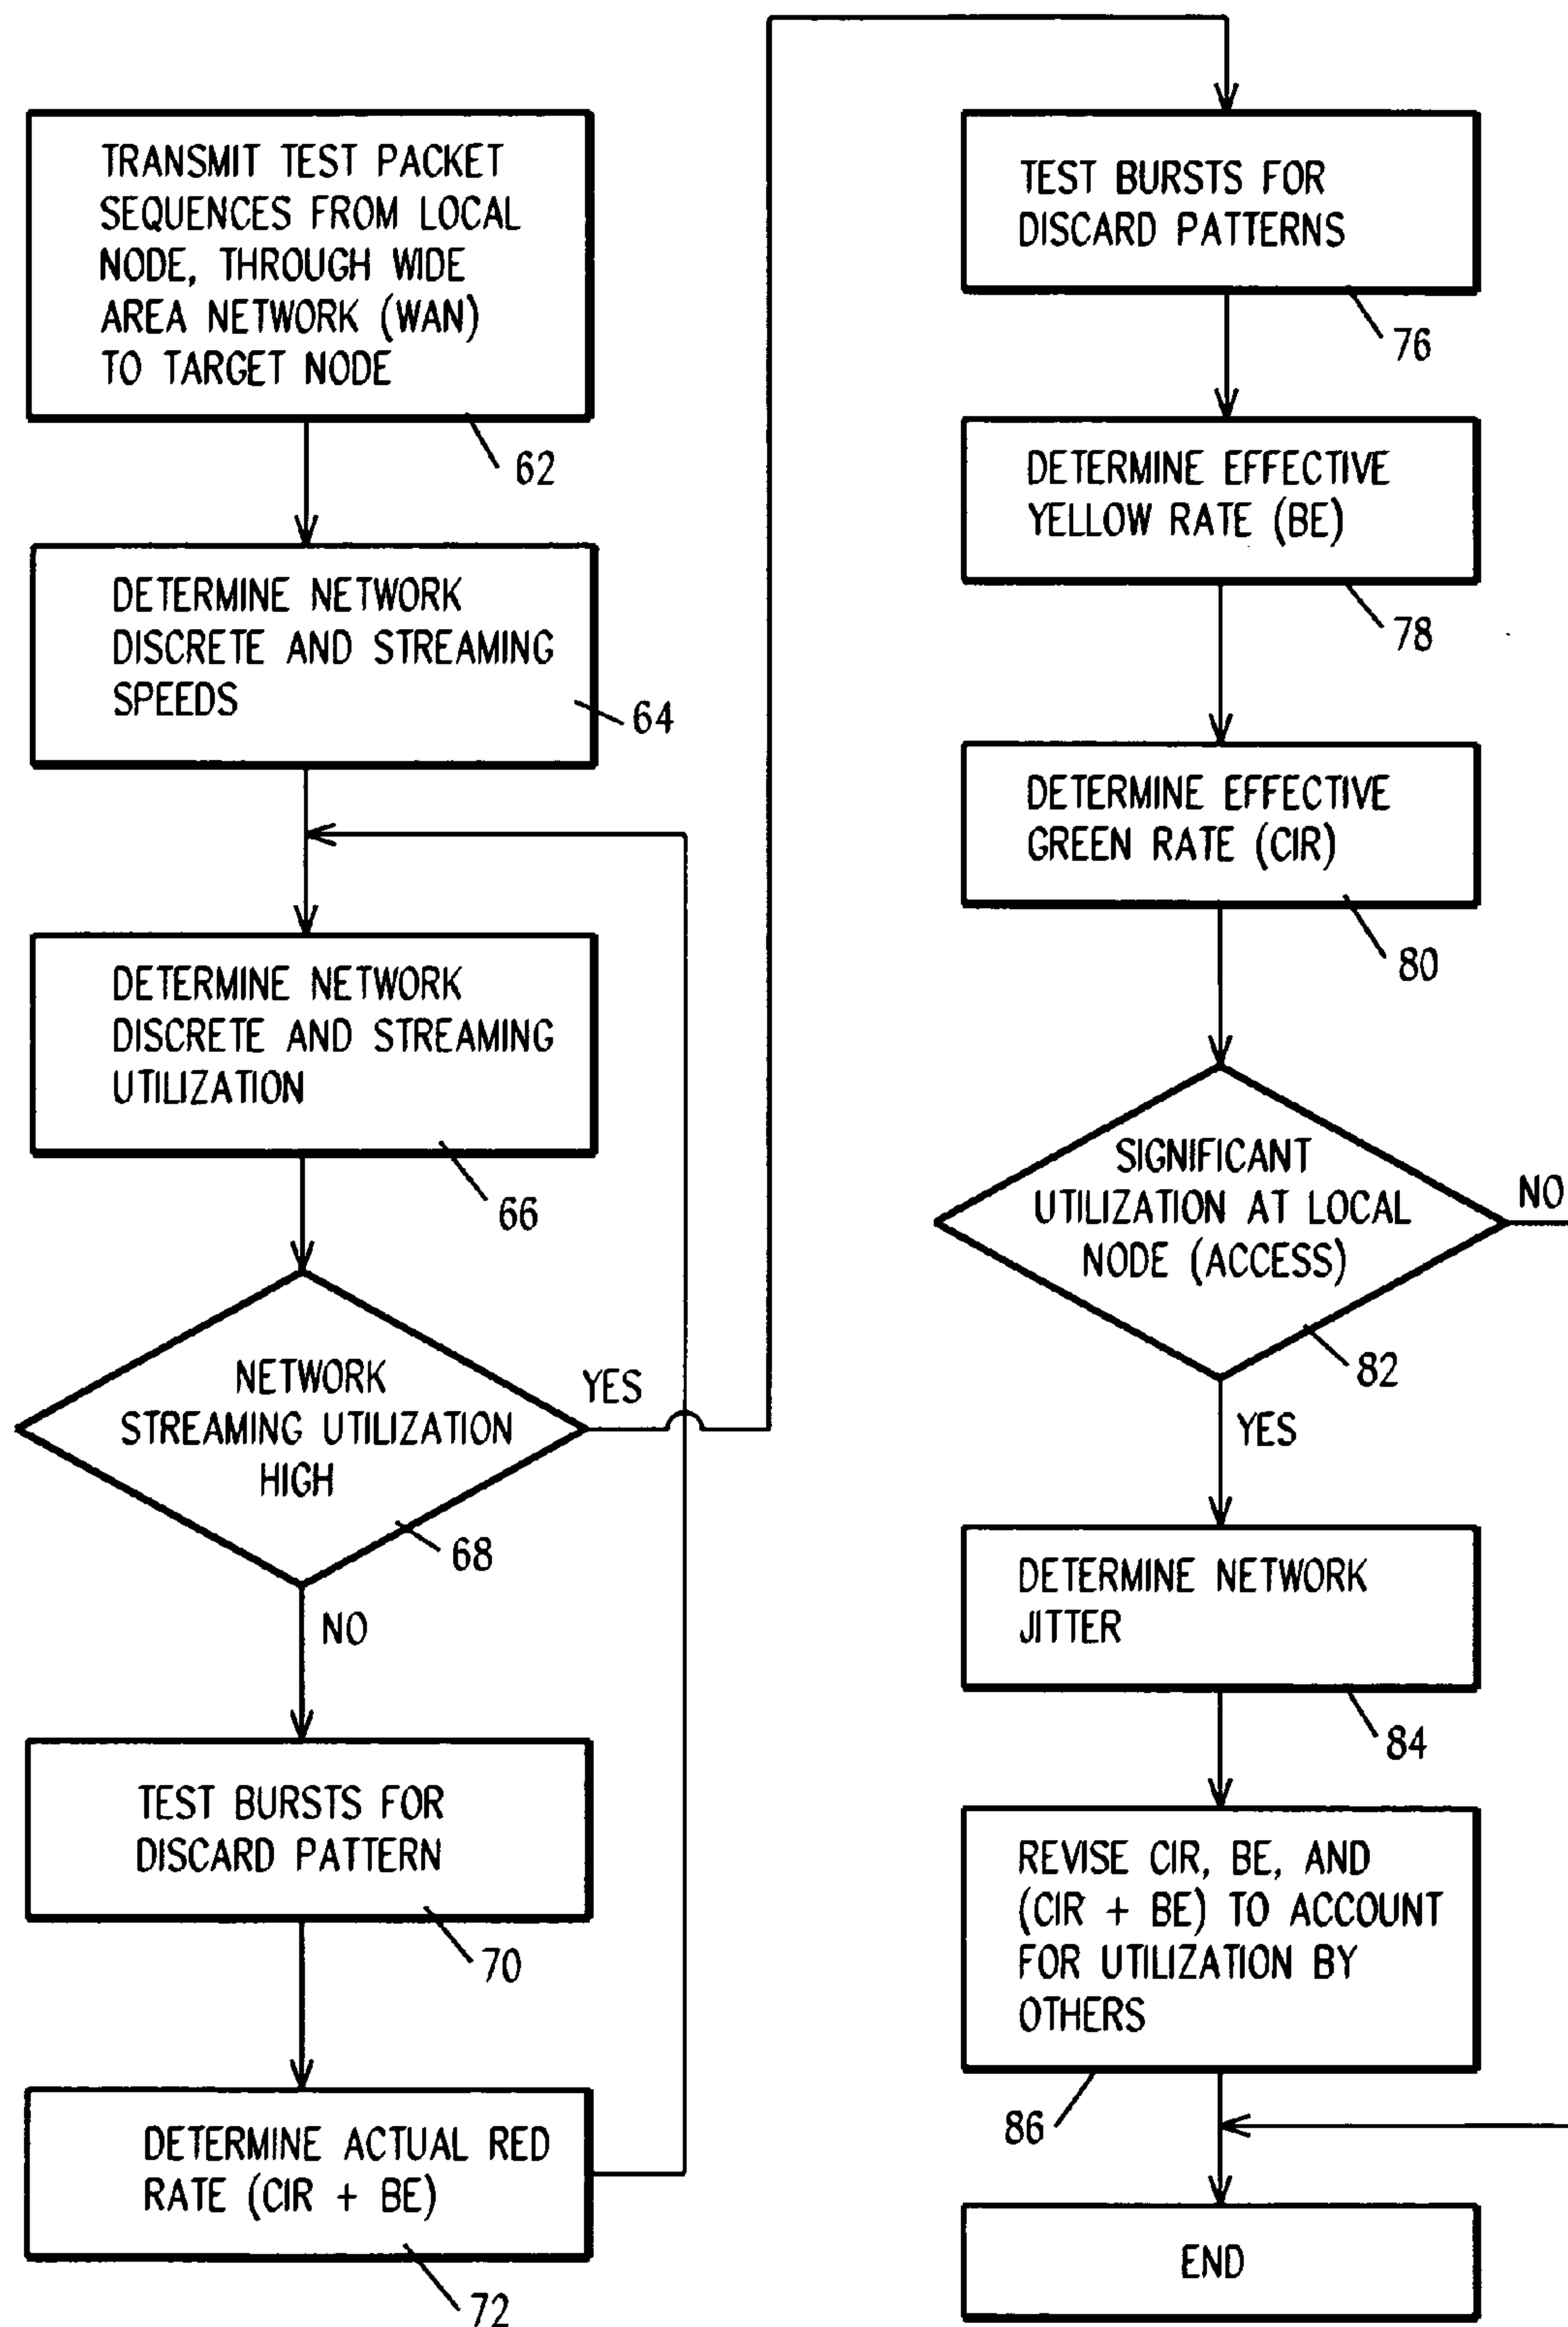 TRANSMIT TEST PACKET
SEQUENCES FROM LOCAL
NODE, THROUGH WIDE
AREA NETWORK (WAN)
TO TARGET NODE
62
DETERMINE NETWORK
DISCRETE AND STREAMING
SPEEDS
64
DETERMINE NETWORK
DISCRETE AND STREAMING
UTILIZATION
66
NETWORK
STREAMING UTILIZATION
HIGH
YES
68
NO
TEST BURSTS FOR
DISCARD PATTERN
70
DETERMINE ACTUAL RED
RATE (CIR + BE)
72
TEST BURSTS FOR
DISCARD PATTERNS
76
DETERMINE EFFECTIVE
YELLOW RATE (BE)
78
DETERMINE EFFECTIVE
GREEN RATE (CIR)
80
SIGNIFICANT
UTILIZATION AT LOCAL
NODE (ACCESS)
NO
82
YES
DETERMINE NETWORK
JITTER
84
REVISE CIR, BE, AND
(CIR + BE) TO ACCOUNT
FOR UTILIZATION BY
OTHERS
86
END